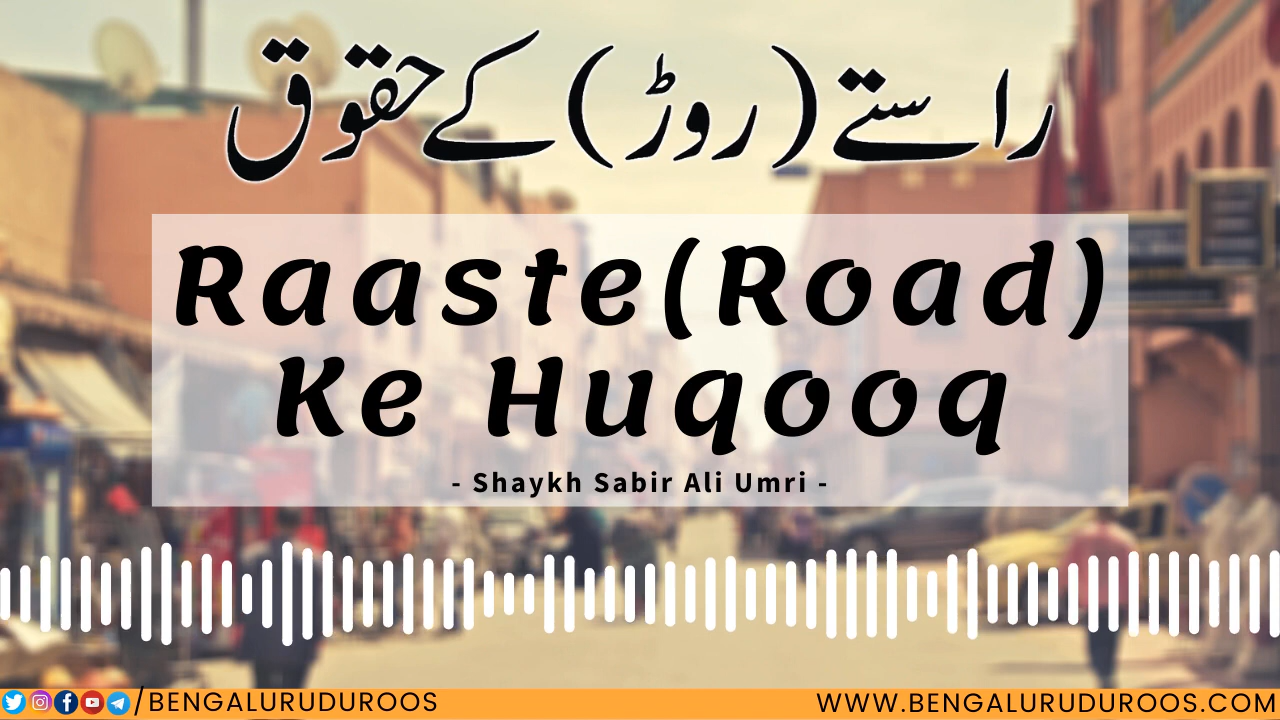 راستے (روڑ) کے حقوق
Raaste(Road)
Ke Huqooq
- Shaykh Sabir Ali Umri -
/BENGALURUDUROOS
WWW.BENGALURUDUROOS.COM